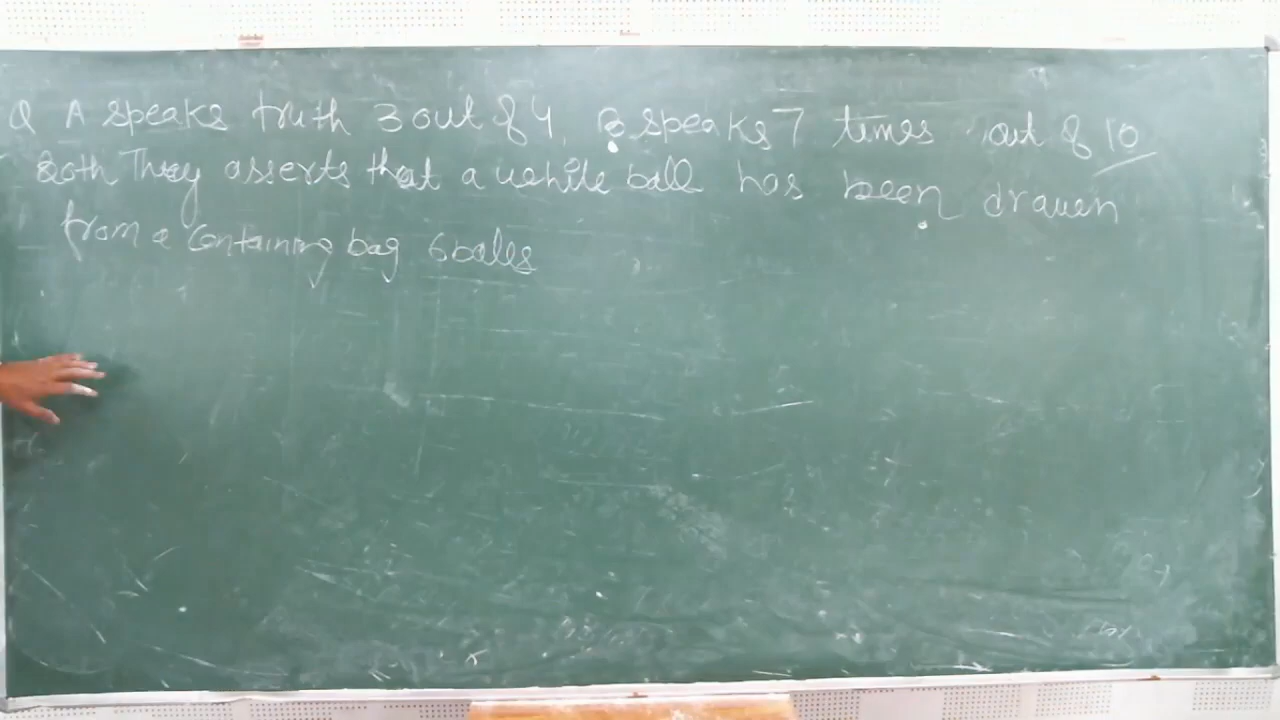 Q A speaks truth 3 out of 4. B speaks 7 times out of 10
Both They asserts that a white ball has been drawen
from a Containing bag 6 balls